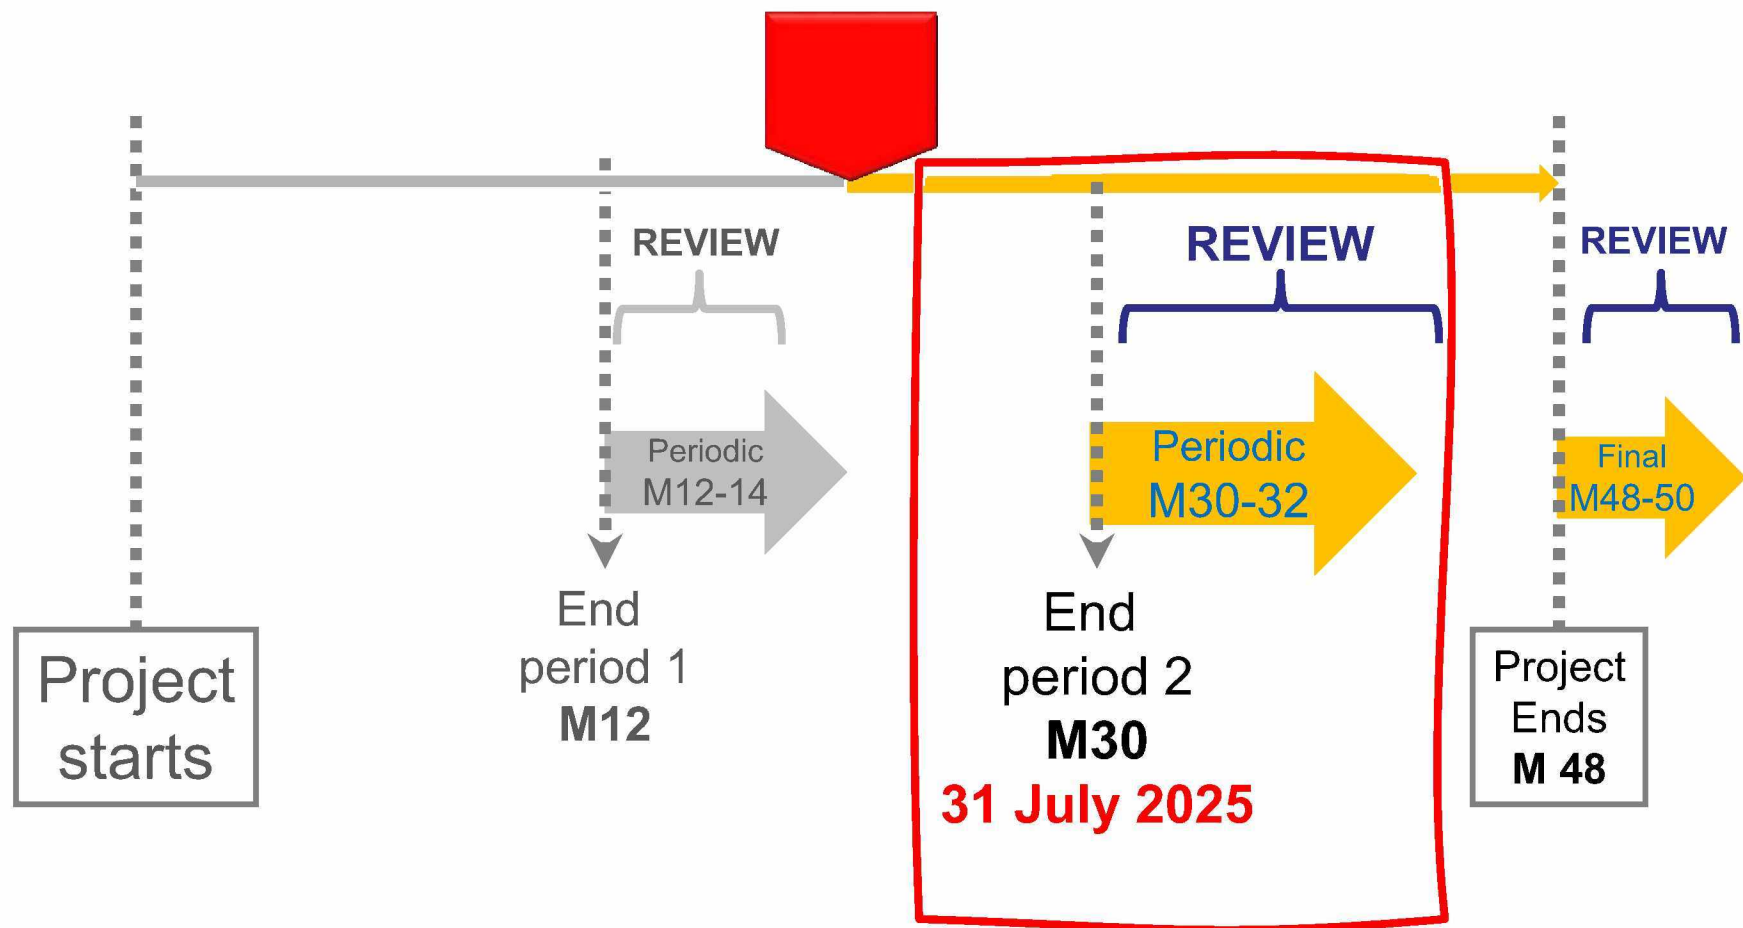 REVIEW
REVIEW
REVIEW
Periodic
M12-14
Periodic
M30-32
Final
M48-50
Project
starts
End
period 1
M12
End
period 2
M30
31 July 2025
Project
Ends
M 48